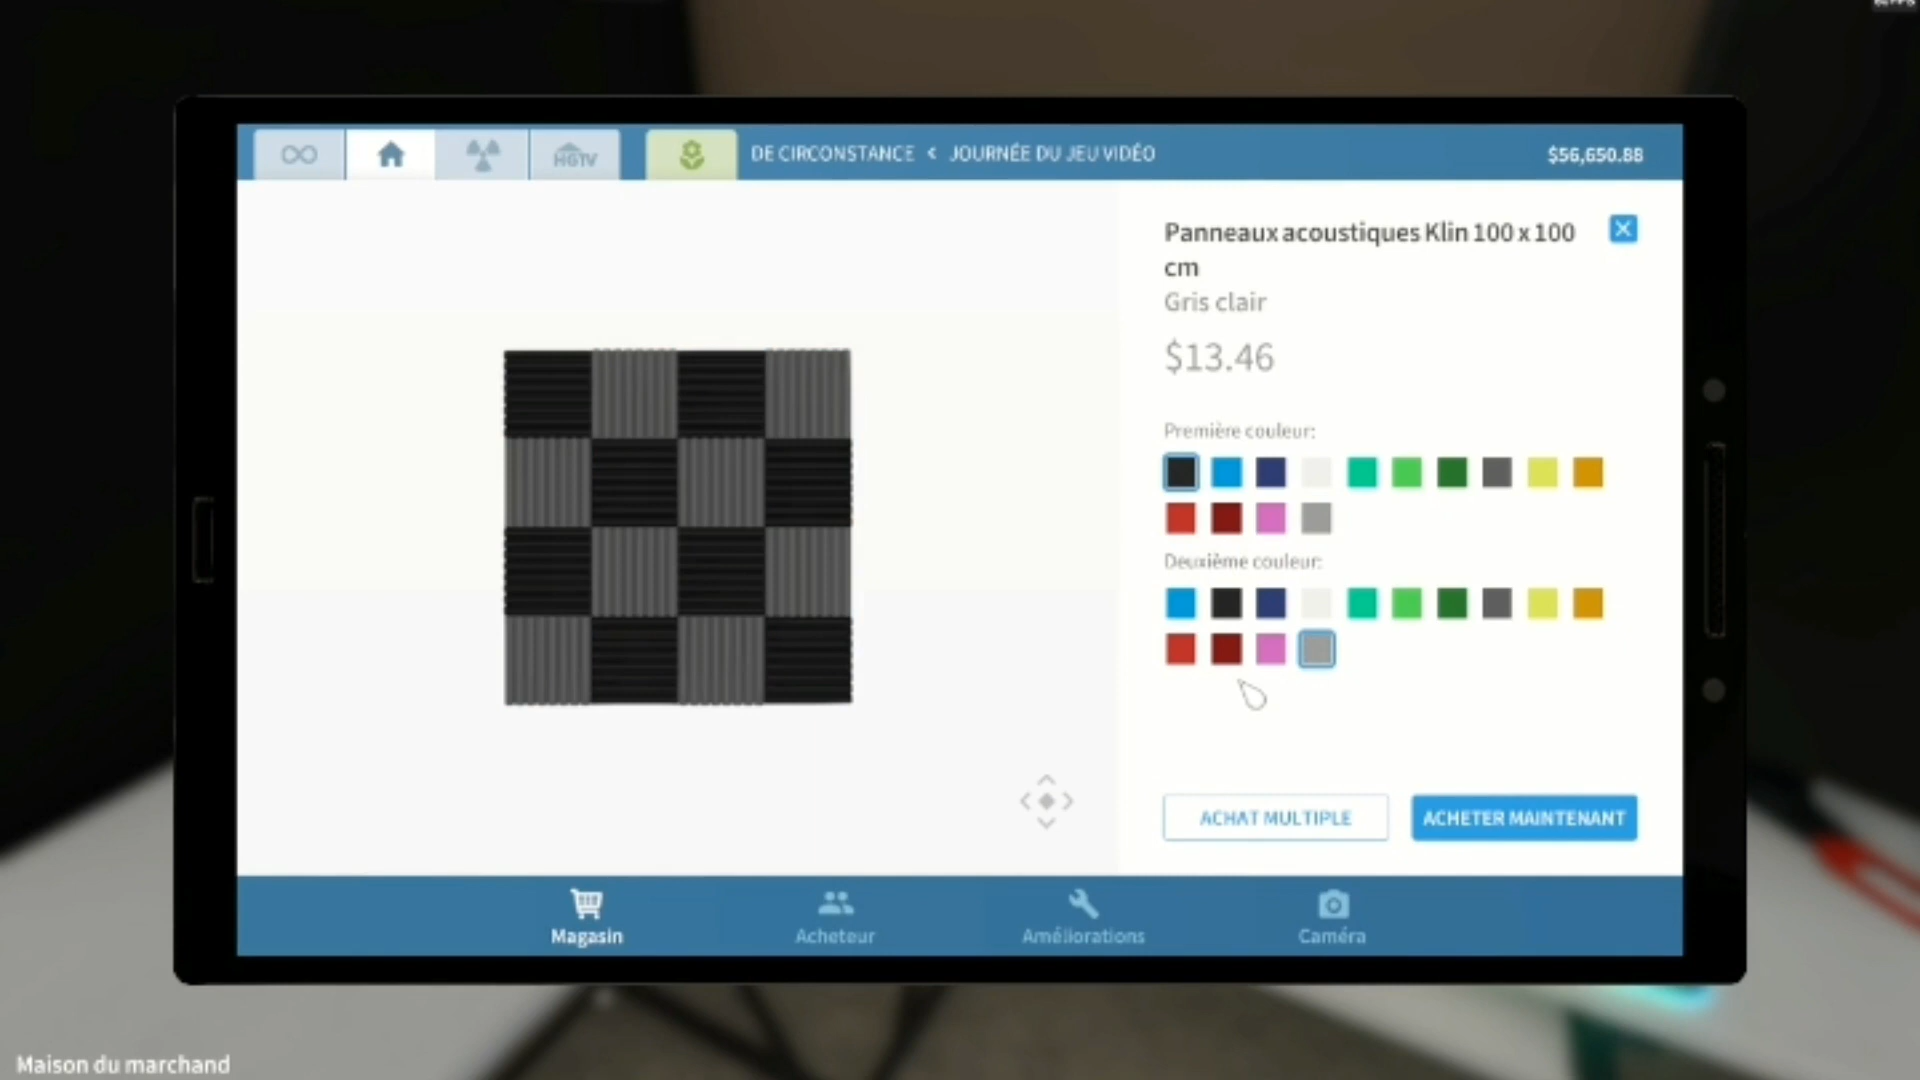 HGTV
DE CIRCONSTANCE < JOURNÉE DU JEU VIDÉO
$56,650.88
Panneaux acoustiques Klin 100 x 100
cm
Gris clair
$13.46
Première couleur:
Deuxième couleur:
ACHAT MULTIPLE
ACHETER MAINTENANT
Magasin
Acheteur
Améliorations
Caméra
Maison du marchand